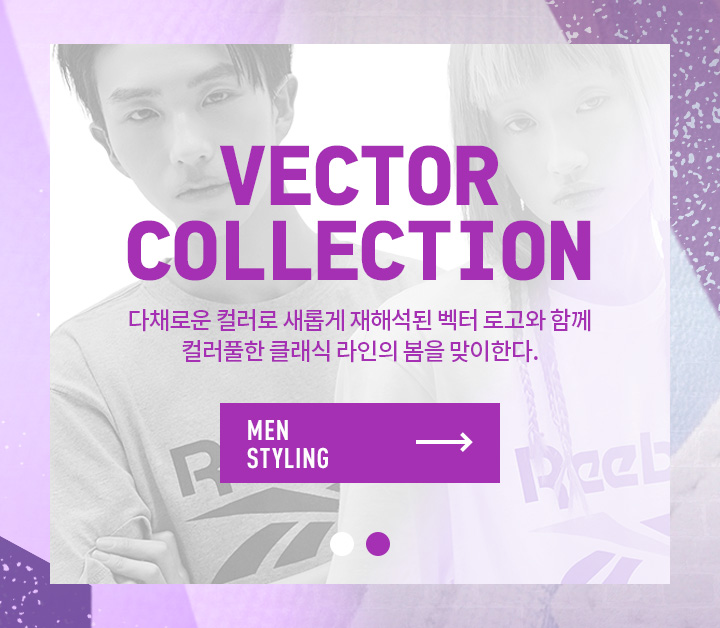 VECTOR
COLLECTION
다채로운 컬러로 새롭게 재해석된 벡터 로고와 함께
컬러풀한 클래식 라인의 봄을 맞이한다.
MEN
STYLING
Reeb